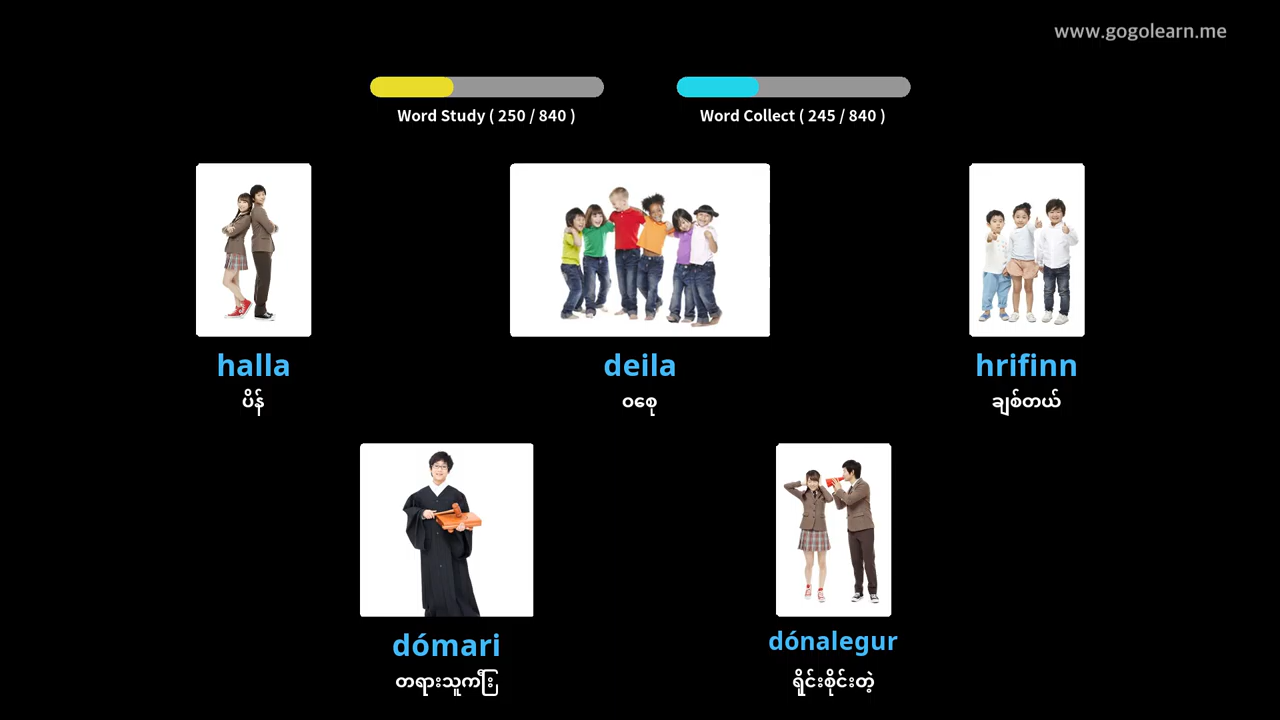 www.gogolearn.me
Word Study ( 250 / 840 )
Word Collect ( 245 / 840 )
halla
ပိန်
deila
ဝစေု
hrifinn
ချစ်တယ်
dómari
တရားသူကြီး
dónalegur
ရိုင်းစိုင်းတဲ့